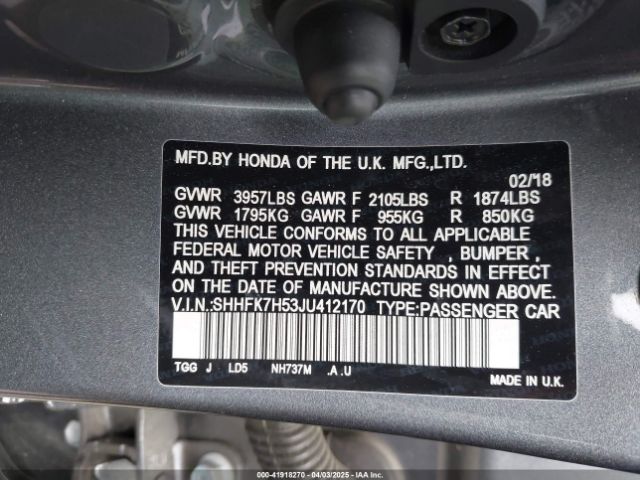 MFD.BY HONDA OF THE U.K. MFG.,LTD.
02/18
GVWR 3957LBS GAWR F 2105LBS R 1874LBS
GVWR 1795KG GAWR F 955KG R 850KG
THIS VEHICLE CONFORMS TO ALL APPLICABLE
FEDERAL MOTOR VEHICLE SAFETY , BUMPER ,
AND THEFT PREVENTION STANDARDS IN EFFECT
ON THE DATE OF MANUFACTURE SHOWN ABOVE.
V.I.N.:SHHFK7H53JU412170 TYPE:PASSENGER CAR
TGG J LD5 NH737M .A .U
MADE IN U.K.
000-41918270 04/03/2025 IAA Inc.